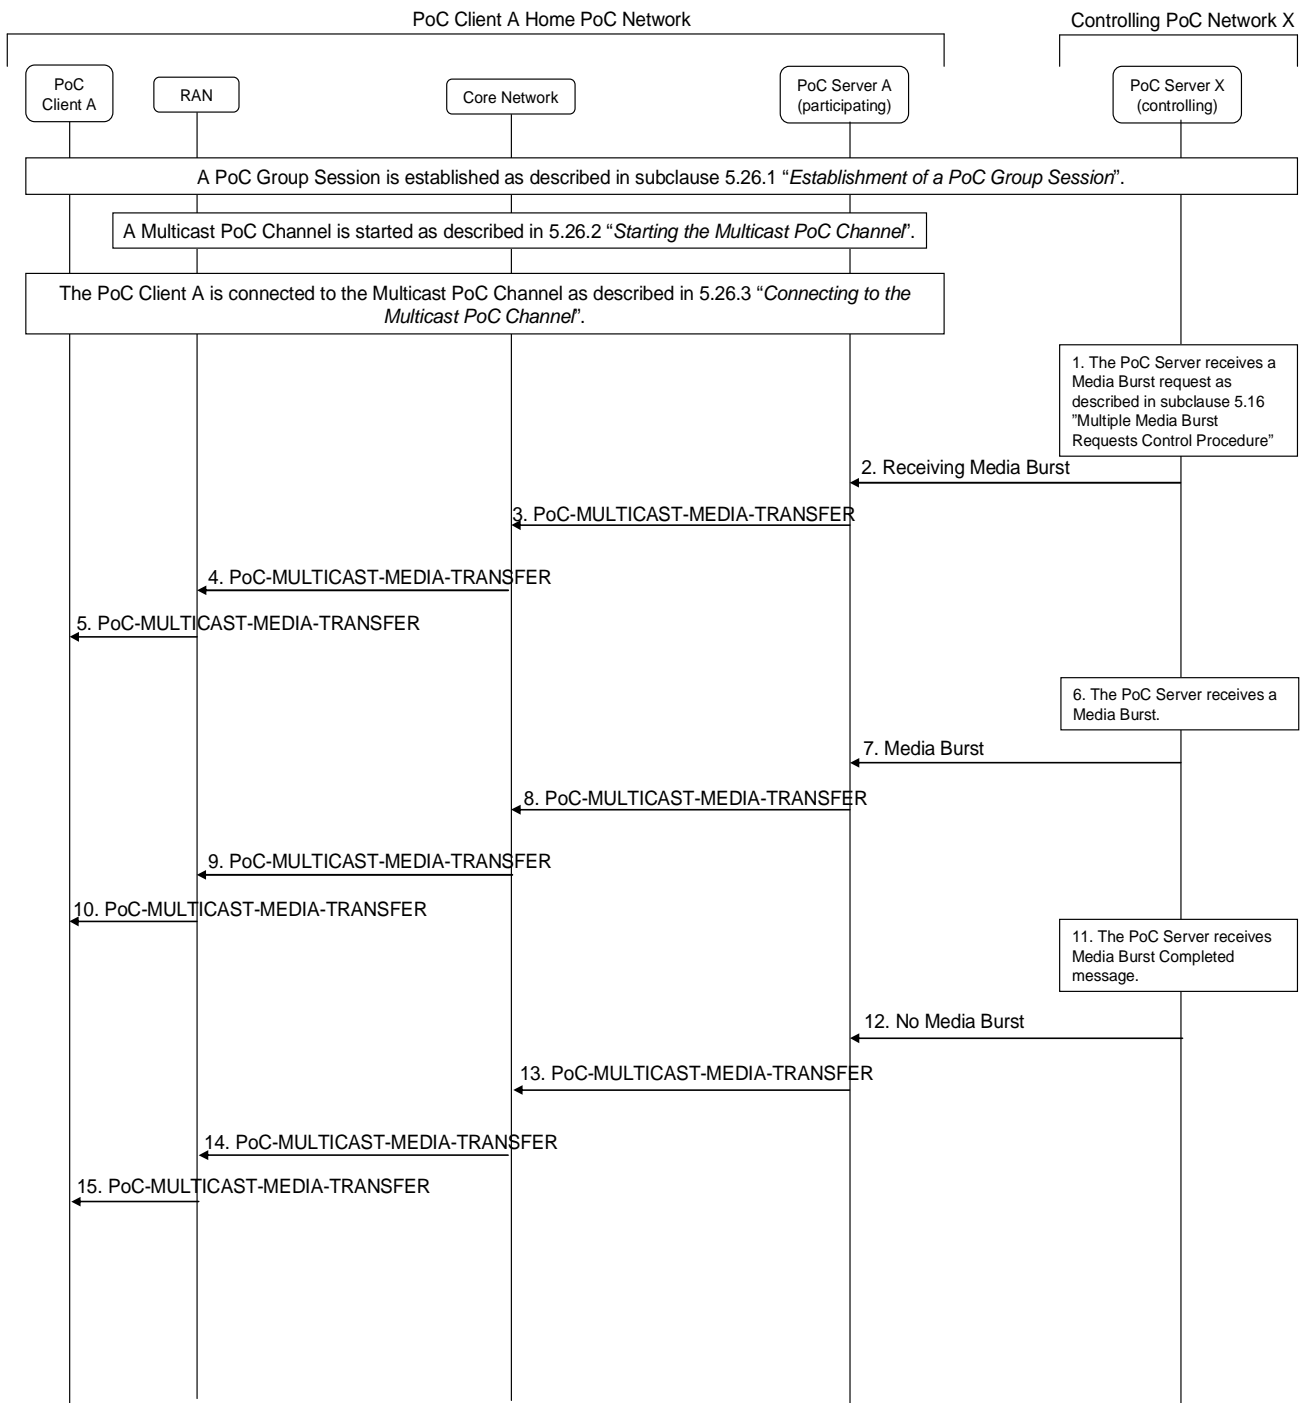 PoC Client A Home PoC Network
Controlling PoC Network X
PoC
Client A
RAN
Core Network
PoC Server A
(participating)
PoC Server X
(controlling)
A PoC Group Session is established as described in subclause 5.26.1 “Establishment of a PoC Group Session”.
A Multicast PoC Channel is started as described in 5.26.2 “Starting the Multicast PoC Channel”.
The PoC Client A is connected to the Multicast PoC Channel as described in 5.26.3 “Connecting to the
Multicast PoC Channel”.
1. The PoC Server receives a
Media Burst request as
described in subclause 5.16
”Multiple Media Burst
Requests Control Procedure”
2. Receiving Media Burst
3. PoC-MULTICAST-MEDIA-TRANSFER
4. PoC-MULTICAST-MEDIA-TRANSFER
5. PoC-MULTICAST-MEDIA-TRANSFER
6. The PoC Server receives a
Media Burst.
7. Media Burst
8. PoC-MULTICAST-MEDIA-TRANSFER
9. PoC-MULTICAST-MEDIA-TRANSFER
10. PoC-MULTICAST-MEDIA-TRANSFER
11. The PoC Server receives
Media Burst Completed
message.
12. No Media Burst
13. PoC-MULTICAST-MEDIA-TRANSFER
14. PoC-MULTICAST-MEDIA-TRANSFER
15. PoC-MULTICAST-MEDIA-TRANSFER